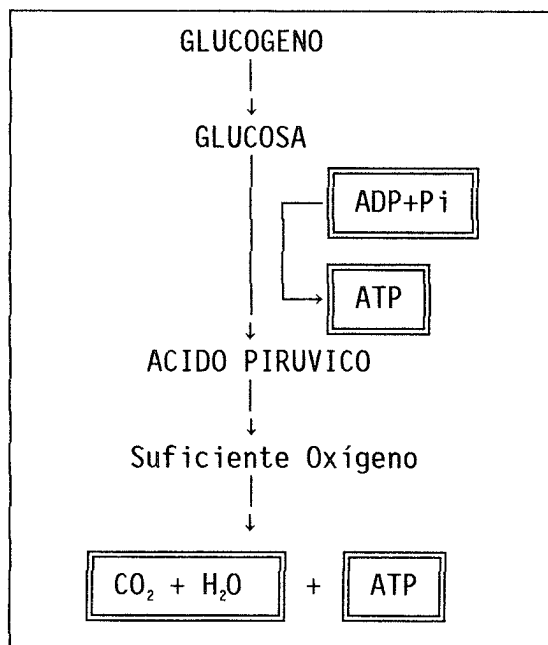 GLUCOGENO
GLUCOSA
ADP+Pi
ATP
ACIDO PIRUVICO
Suficiente Oxígeno
CO₂ + H₂O + ATP